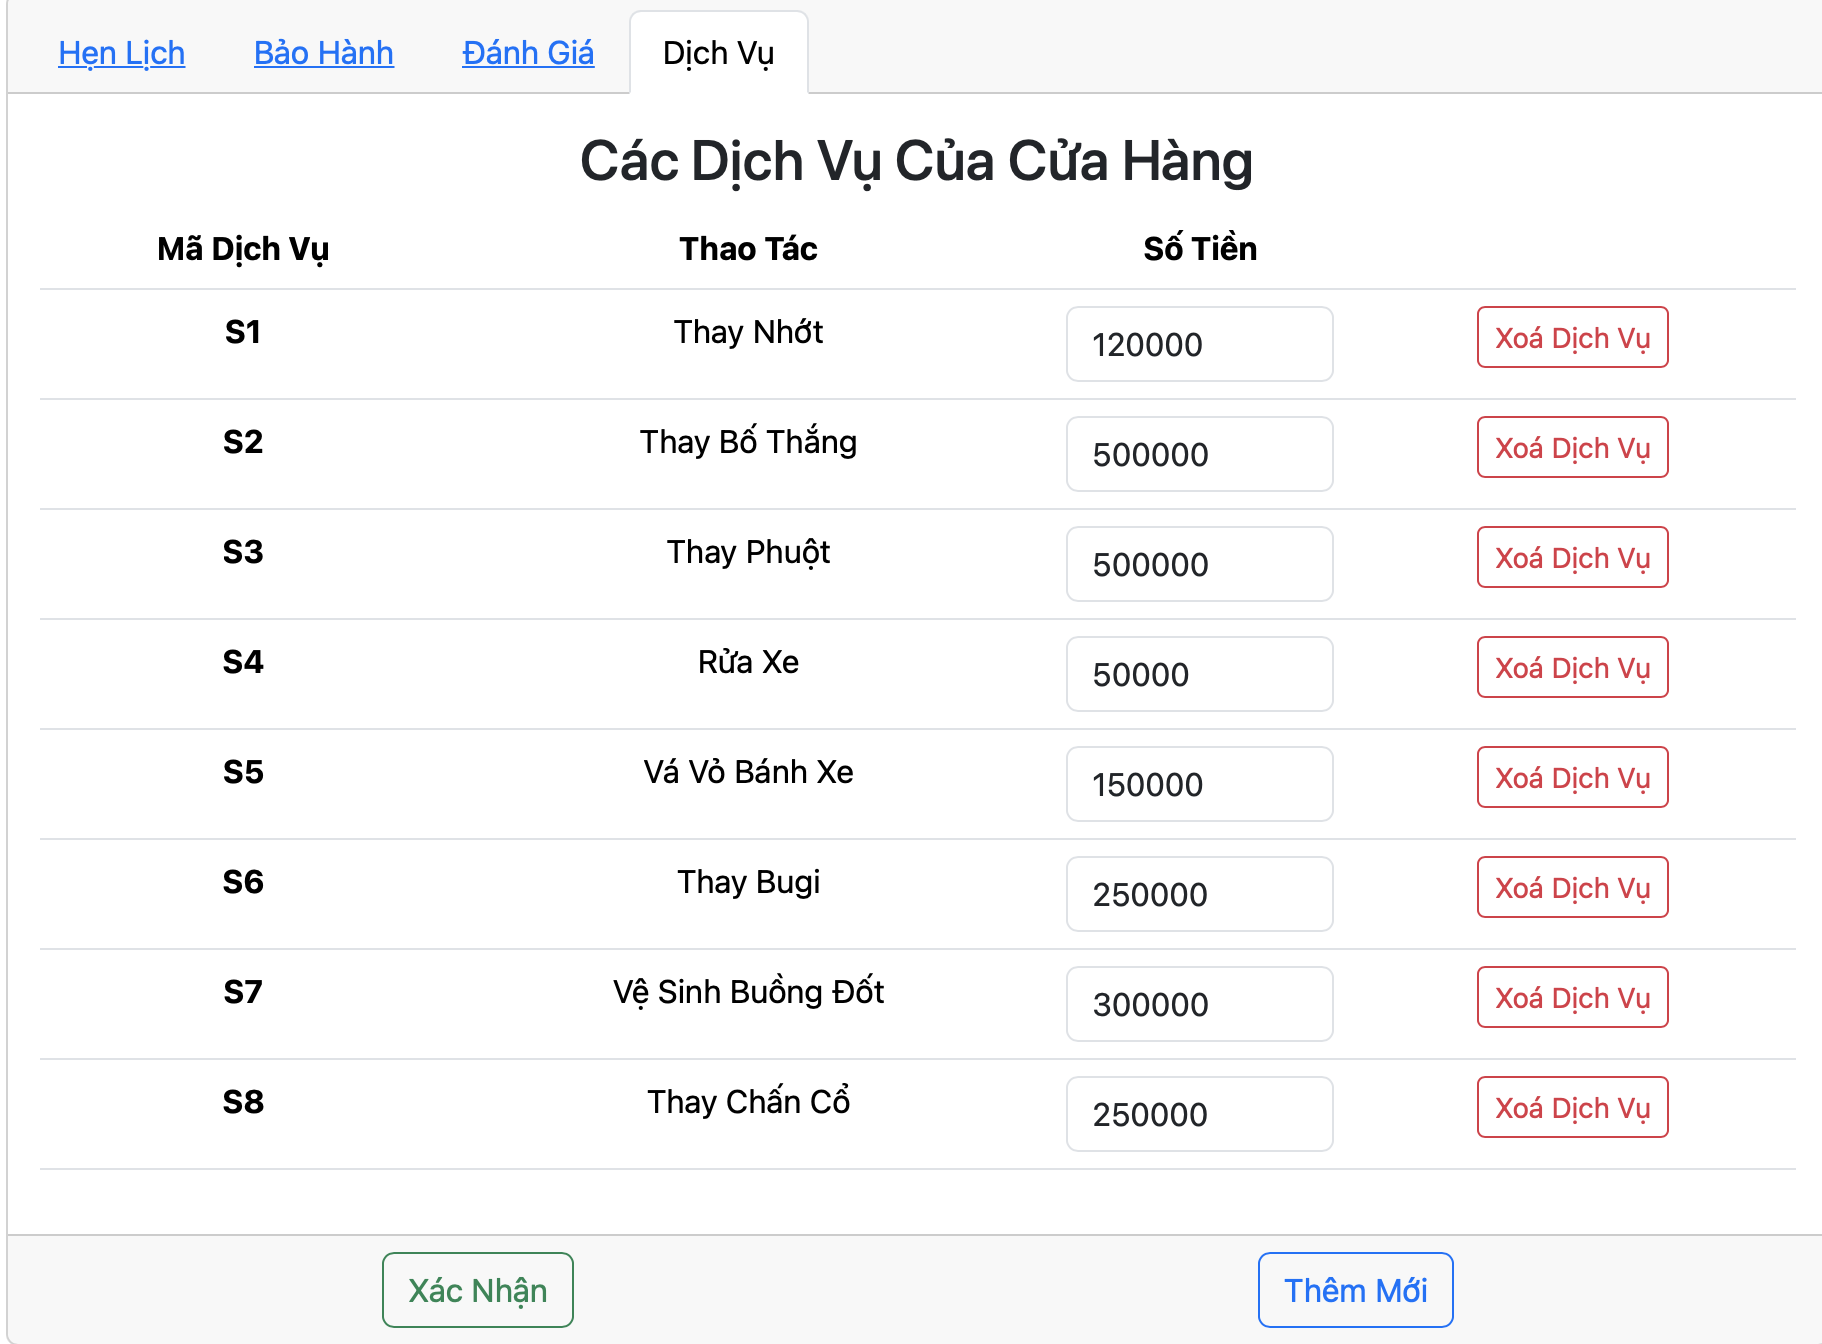 Hẹn Lịch Bảo Hành Đánh Giá Dịch Vụ
Các Dịch Vụ Của Cửa Hàng
Mã Dịch Vụ Thao Tác Số Tiền
S1 Thay Nhớt 120000 Xoá Dịch Vụ
S2 Thay Bố Thắng 500000 Xoá Dịch Vụ
S3 Thay Phuột 500000 Xoá Dịch Vụ
S4 Rửa Xe 50000 Xoá Dịch Vụ
S5 Vá Vỏ Bánh Xe 150000 Xoá Dịch Vụ
S6 Thay Bugi 250000 Xoá Dịch Vụ
S7 Vệ Sinh Buồng Đốt 300000 Xoá Dịch Vụ
S8 Thay Chấn Cổ 250000 Xoá Dịch Vụ
Xác Nhận Thêm Mới